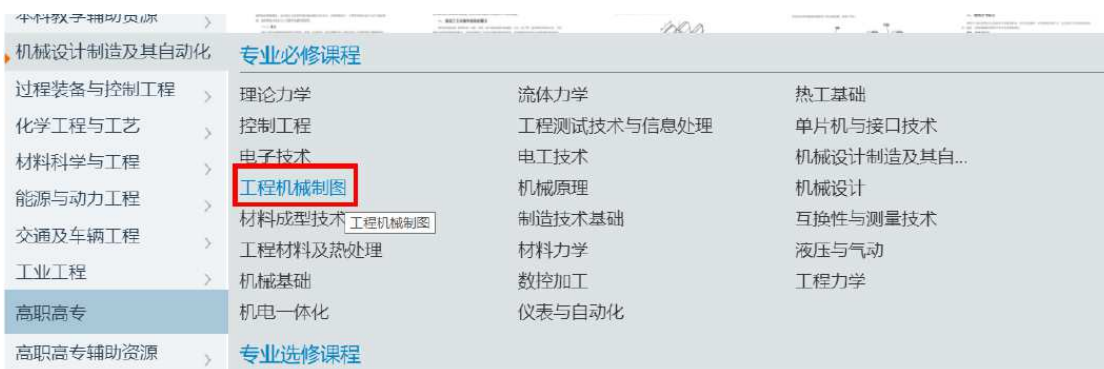 本科教学辅助资源
机械设计制造及其自动化
过程装备与控制工程
化学工程与工艺
材料科学与工程
能源与动力工程
交通及车辆工程
工业工程
高职高专
高职高专辅助资源
专业必修课程
理论力学 流体力学 热工基础
控制工程 工程测试技术与信息处理 单片机与接口技术
电子技术 电工技术 机械设计制造及其自...
工程机械制图 机械原理 机械设计
材料成型技术 制造技术基础 互换性与测量技术
工程机械制图
工程材料及热处理 材料力学 液压与气动
机械基础 数控加工 工程力学
机电一体化 仪表与自动化
专业选修课程